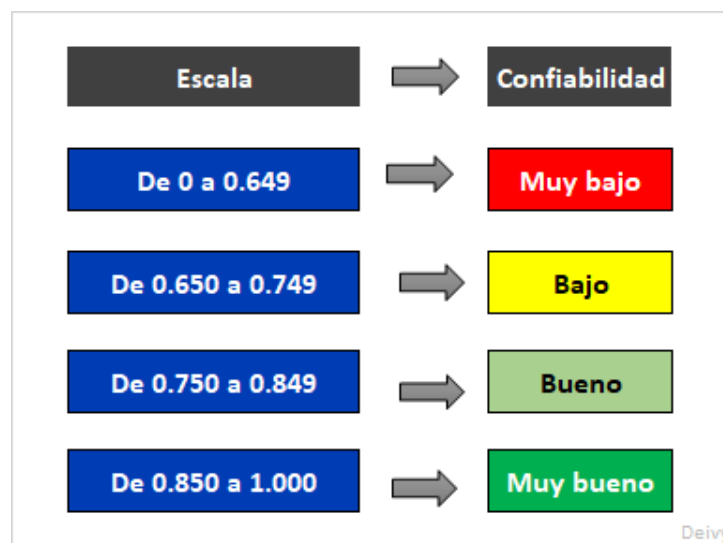 Escala
Confiabilidad
De 0 a 0.649
Muy bajo
De 0.650 a 0.749
Bajo
De 0.750 a 0.849
Bueno
De 0.850 a 1.000
Muy bueno